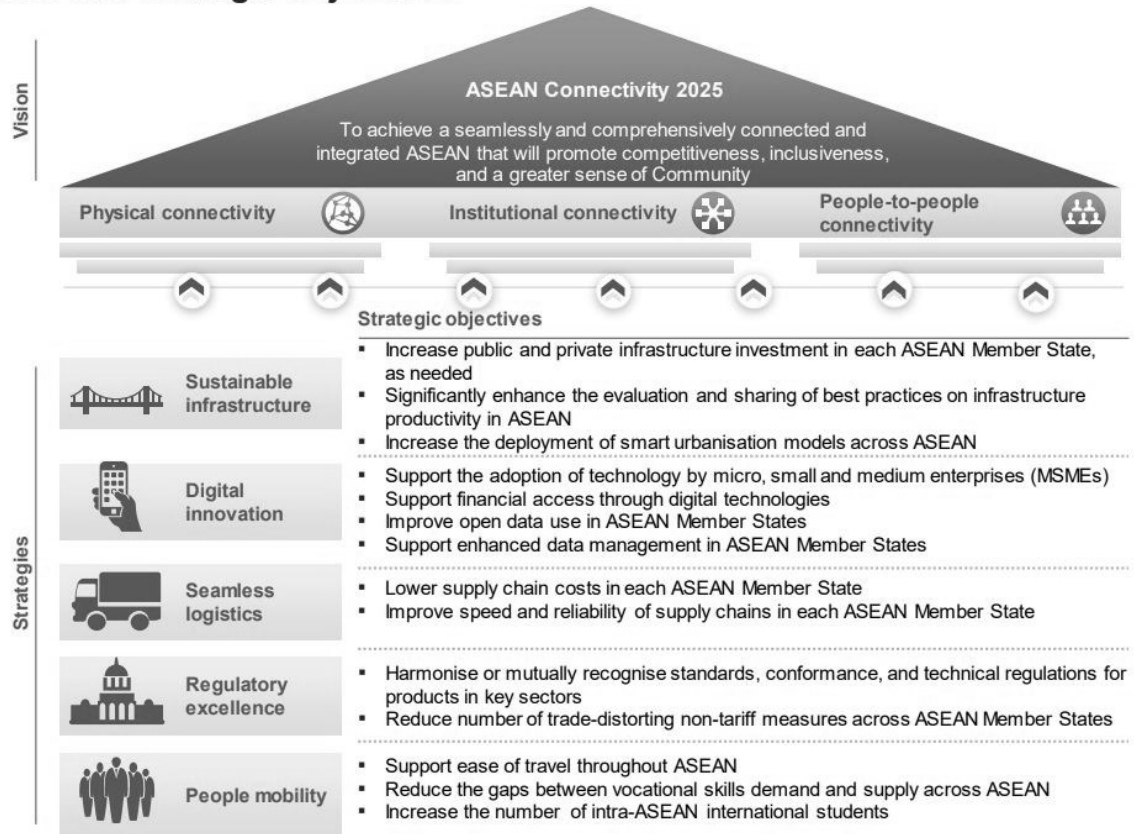 Vision
ASEAN Connectivity 2025
To achieve a seamlessly and comprehensively connected and
integrated ASEAN that will promote competitiveness, inclusiveness,
and a greater sense of Community
Physical connectivity
Institutional connectivity
People-to-people
connectivity
Strategic objectives
Strategies
Sustainable
infrastructure
▪ Increase public and private infrastructure investment in each ASEAN Member State,
as needed
▪ Significantly enhance the evaluation and sharing of best practices on infrastructure
productivity in ASEAN
▪ Increase the deployment of smart urbanisation models across ASEAN
Digital
innovation
▪ Support the adoption of technology by micro, small and medium enterprises (MSMEs)
▪ Support financial access through digital technologies
▪ Improve open data use in ASEAN Member States
▪ Support enhanced data management in ASEAN Member States
Seamless
logistics
▪ Lower supply chain costs in each ASEAN Member State
▪ Improve speed and reliability of supply chains in each ASEAN Member State
Regulatory
excellence
▪ Harmonise or mutually recognise standards, conformance, and technical regulations for
products in key sectors
▪ Reduce number of trade-distorting non-tariff measures across ASEAN Member States
People mobility
▪ Support ease of travel throughout ASEAN
▪ Reduce the gaps between vocational skills demand and supply across ASEAN
▪ Increase the number of intra-ASEAN international students